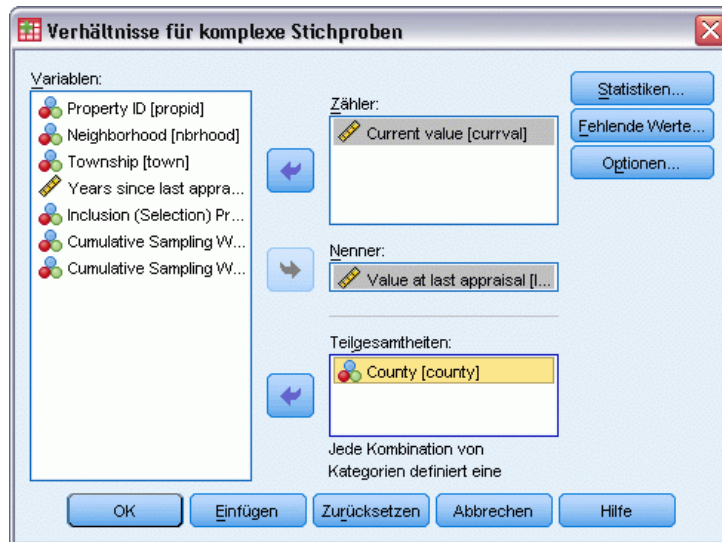 Verhältnisse für komplexe Stichproben
Variablen:
Property ID [propid]
Neighborhood [nbrhood]
Township [town]
Years since last appra...
Inclusion (Selection) Pr...
Cumulative Sampling W...
Cumulative Sampling W...
Zähler:
Current value [currval]
Nenner:
Value at last appraisal [l...
Teilgesamtheiten:
County [county]
Jede Kombination von
Kategorien definiert eine
Statistiken...
Fehlende Werte...
Optionen...
OK
Einfügen
Zurücksetzen
Abbrechen
Hilfe